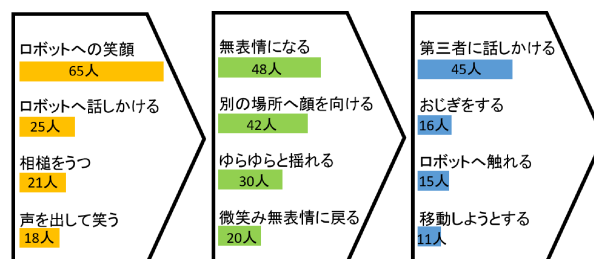 ロボットへの笑顔
65人
ロボットへ話しかける
25人
相槌をうつ
21人
声を出して笑う
18人
無表情になる
48人
別の場所へ顔を向ける
42人
ゆらゆらと揺れる
30人
微笑み無表情に戻る
20人
第三者に話しかける
45人
おじぎをする
16人
ロボットへ触れる
15人
移動しようとする
11人